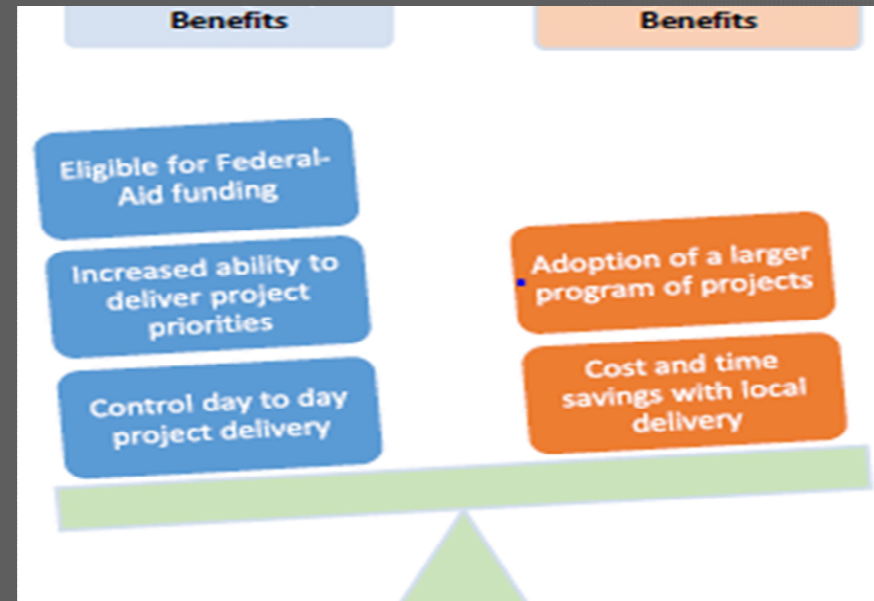 Benefits
Benefits
Eligible for Federal-
Aid funding
Increased ability to
deliver project
priorities
Control day to day
project delivery
Adoption of a larger
program of projects
Cost and time
savings with local
delivery